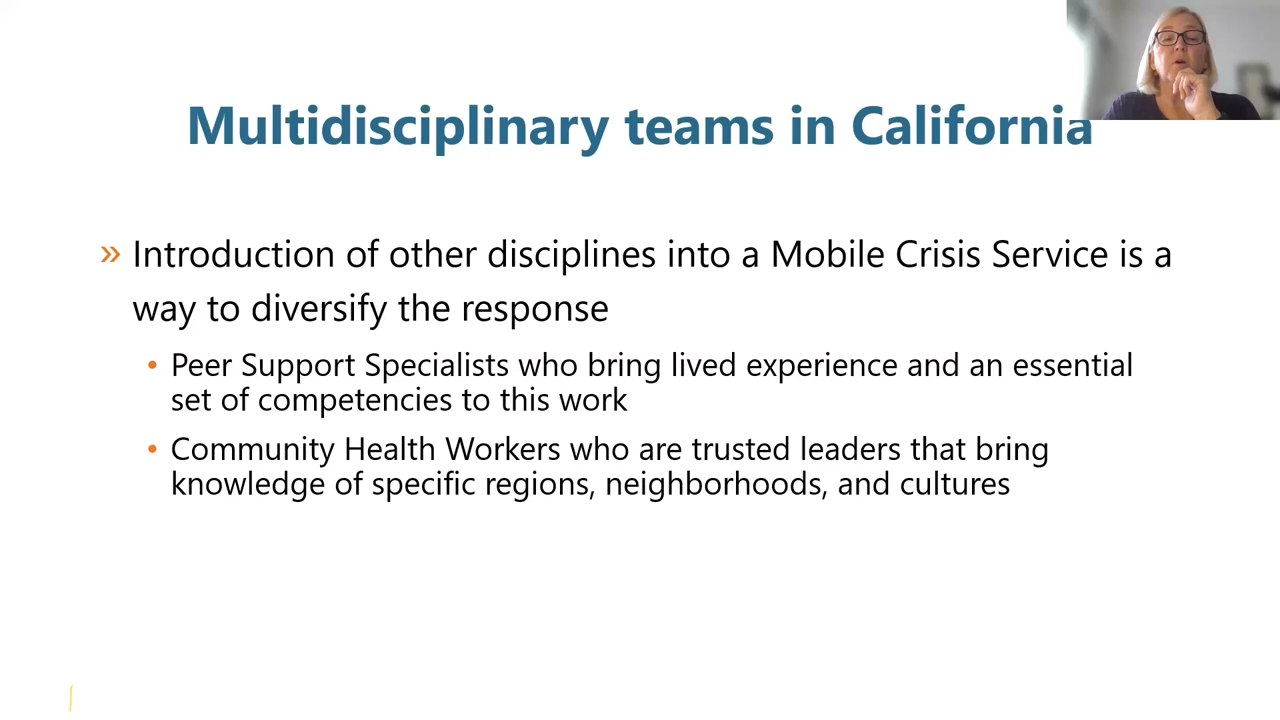 Multidisciplinary teams in California
» Introduction of other disciplines into a Mobile Crisis Service is a
way to diversify the response
• Peer Support Specialists who bring lived experience and an essential
set of competencies to this work
• Community Health Workers who are trusted leaders that bring
knowledge of specific regions, neighborhoods, and cultures